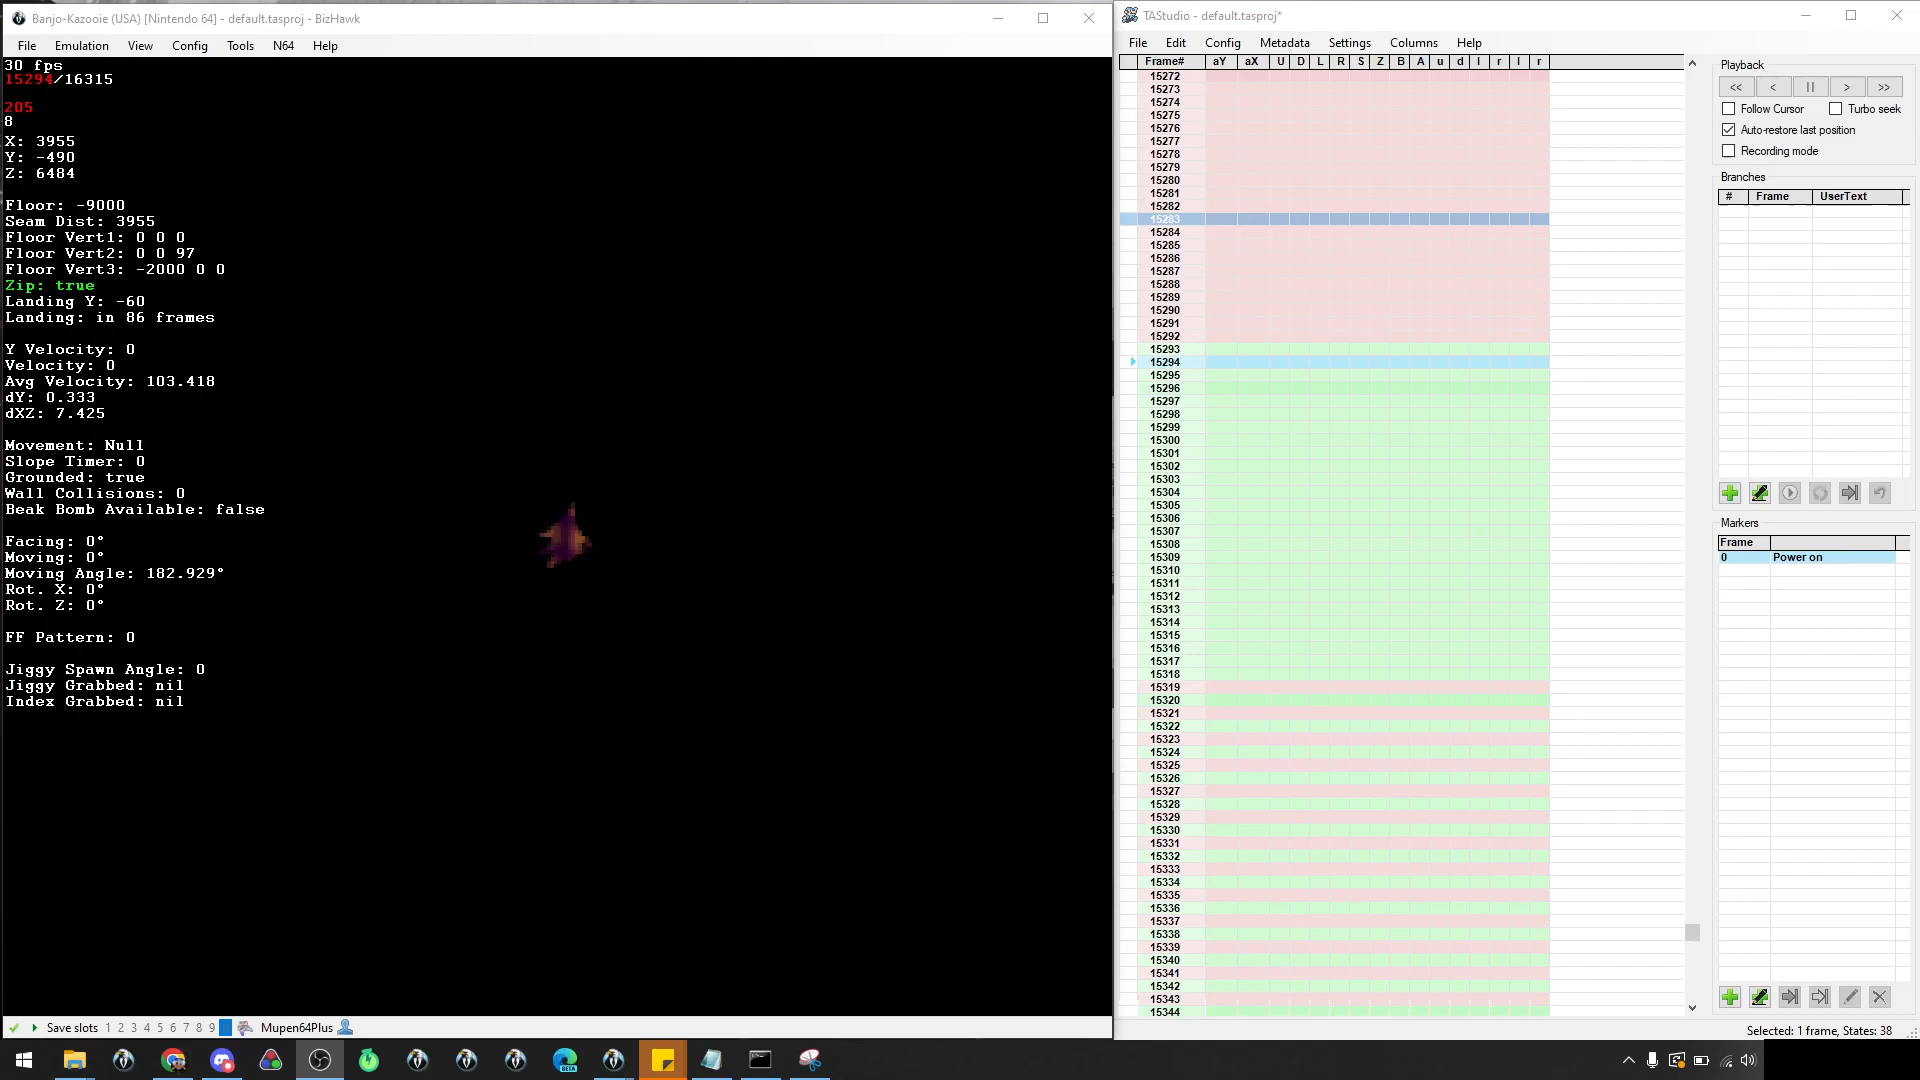 Banjo-Kazooie (USA) [Nintendo 64] - default.tasproj - BizHawk
File Emulation View Config Tools N64 Help
30 fps
15294/16315
205
8
X: 3955
Y: -490
Z: 6484
Floor: -9000
Seam Dist: 3955
Floor Vert1: 0 0 0
Floor Vert2: 0 0 97
Floor Vert3: -2000 0 0
Zip: true
Landing Y: -60
Landing: in 86 frames
Y Velocity: 0
Velocity: 0
Avg Velocity: 103.418
dY: 0.333
dXZ: 7.425
Movement: Null
Slope Timer: 0
Grounded: true
Wall Collisions: 0
Beak Bomb Available: false
Facing: 0°
Moving: 0°
Moving Angle: 182.929°
Rot. X: 0°
Rot. Z: 0°
FF Pattern: 0
Jiggy Spawn Angle: 0
Jiggy Grabbed: nil
Index Grabbed: nil
Save slots 1 2 3 4 5 6 7 8 9 Mupen64Plus
TAStudio - default.tasproj*
File Edit Config Metadata Settings Columns Help
Frame# aY aX U D L R S Z B A u d l r l r
15272
15273
15274
15275
15276
15277
15278
15279
15280
15281
15282
15283
15284
15285
15286
15287
15288
15289
15290
15291
15292
15293
15294
15295
15296
15297
15298
15299
15300
15301
15302
15303
15304
15305
15306
15307
15308
15309
15310
15311
15312
15313
15314
15315
15316
15317
15318
15319
15320
15321
15322
15323
15324
15325
15326
15327
15328
15329
15330
15331
15332
15333
15334
15335
15336
15337
15338
15339
15340
15341
15342
15343
15344
Playback
<< < || > >>
Follow Cursor Turbo seek
Auto-restore last position
Recording mode
Branches
# Frame UserText
Markers
Frame
0 Power on
Selected: 1 frame, States: 38
BETA